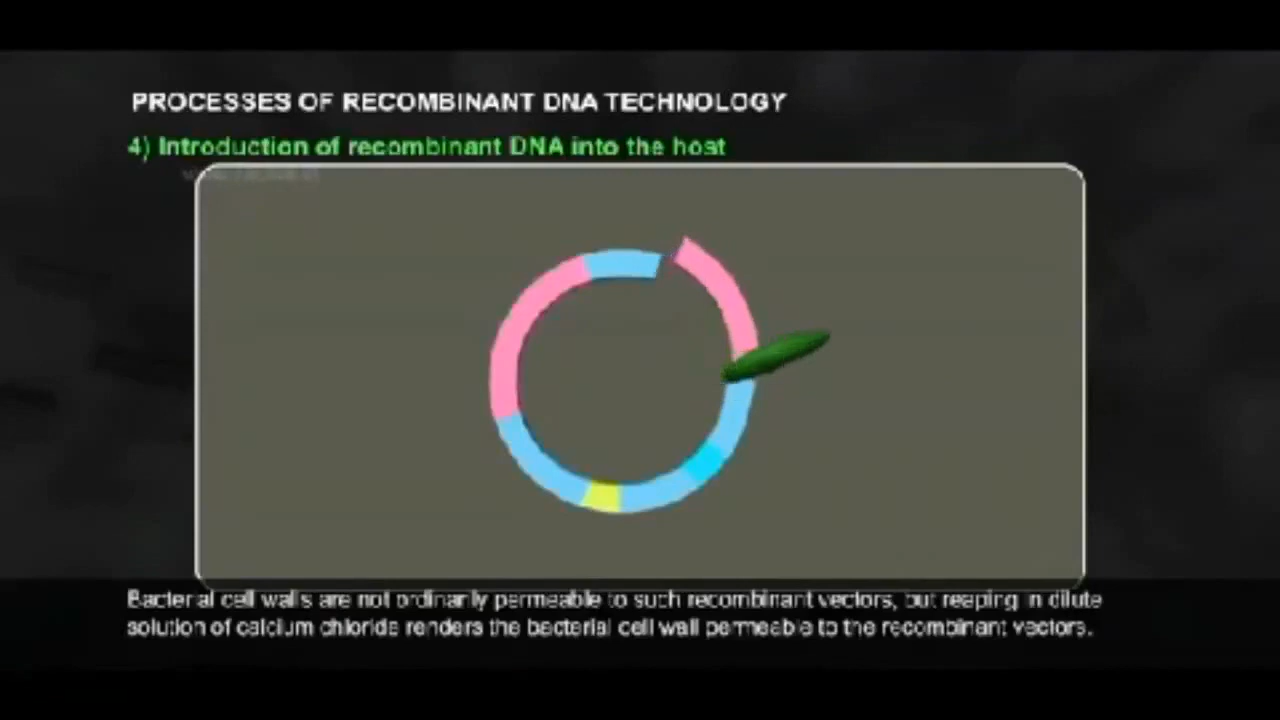 PROCESSES OF RECOMBINANT DNA TECHNOLOGY
4) Introduction of recombinant DNA into the host
Bacterial cell walls are not ordinarily permeable to such recombinant vectors, but reaping in dilute
solution of calcium chloride renders the bacterial cell wall permeable to the recombinant vectors.